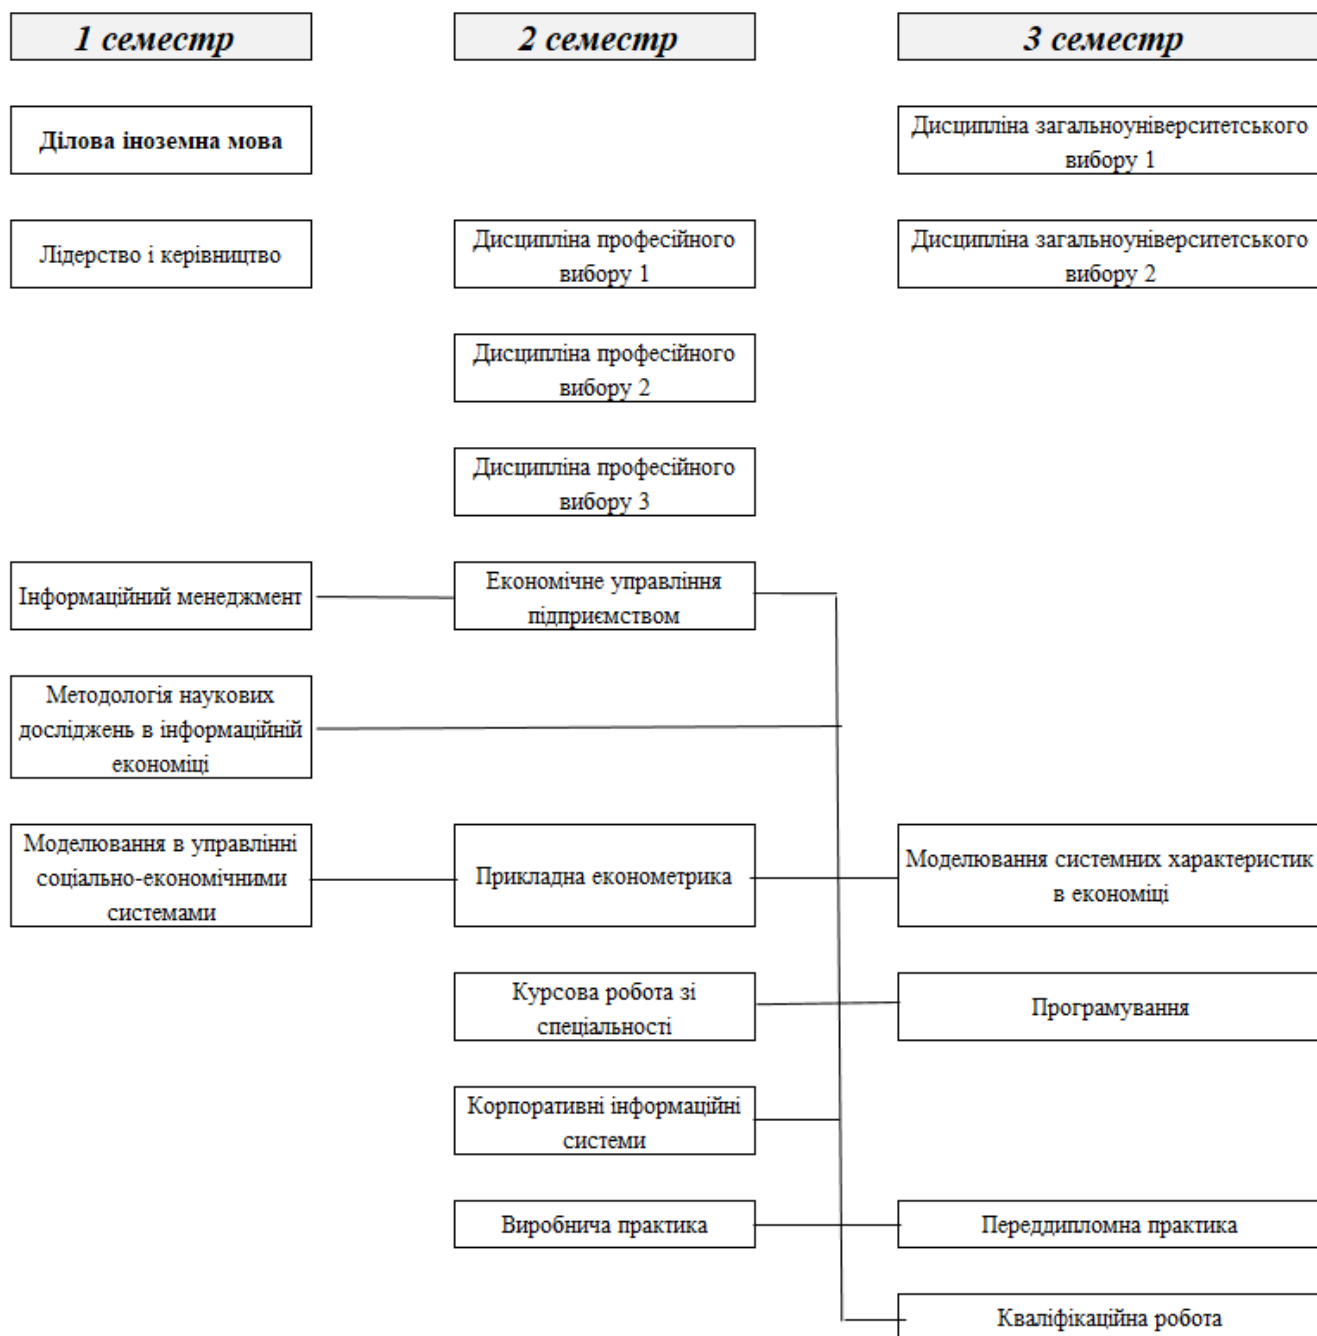 1 семестр
2 семестр
3 семестр
Ділова іноземна мова
Дисципліна загальноуніверситетського
вибору 1
Лідерство і керівництво
Дисципліна професійного
вибору 1
Дисципліна загальноуніверситетського
вибору 2
Дисципліна професійного
вибору 2
Дисципліна професійного
вибору 3
Інформаційний менеджмент
Економічне управління
підприємством
Методологія наукових
досліджень в інформаційній
економіці
Моделювання в управлінні
соціально-економічними
системами
Прикладна економетрика
Моделювання системних характеристик
в економіці
Курсова робота зі
спеціальності
Програмування
Корпоративні інформаційні
системи
Виробнича практика
Переддипломна практика
Кваліфікаційна робота